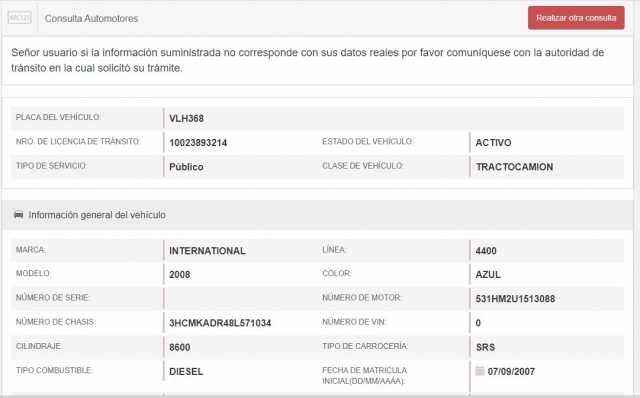 ABC123 Consulta Automotores Realizar otra consulta
Señor usuario si la información suministrada no corresponde con sus datos reales por favor comuníquese con la autoridad de
tránsito en la cual solicitó su trámite.
PLACA DEL VEHÍCULO: VLH368
NRO. DE LICENCIA DE TRÁNSITO: 10023893214 ESTADO DEL VEHÍCULO: ACTIVO
TIPO DE SERVICIO: Público CLASE DE VEHÍCULO: TRACTOCAMION
Información general del vehículo
MARCA: INTERNATIONAL LÍNEA: 4400
MODELO: 2008 COLOR: AZUL
NÚMERO DE SERIE: NÚMERO DE MOTOR: 531HM2U1513088
NÚMERO DE CHASIS: 3HCMKADR48L571034 NÚMERO DE VIN: 0
CILINDRAJE: 8600 TIPO DE CARROCERÍA: SRS
TIPO COMBUSTIBLE: DIESEL FECHA DE MATRICULA INICIAL(DD/MM/AAAA): 07/09/2007